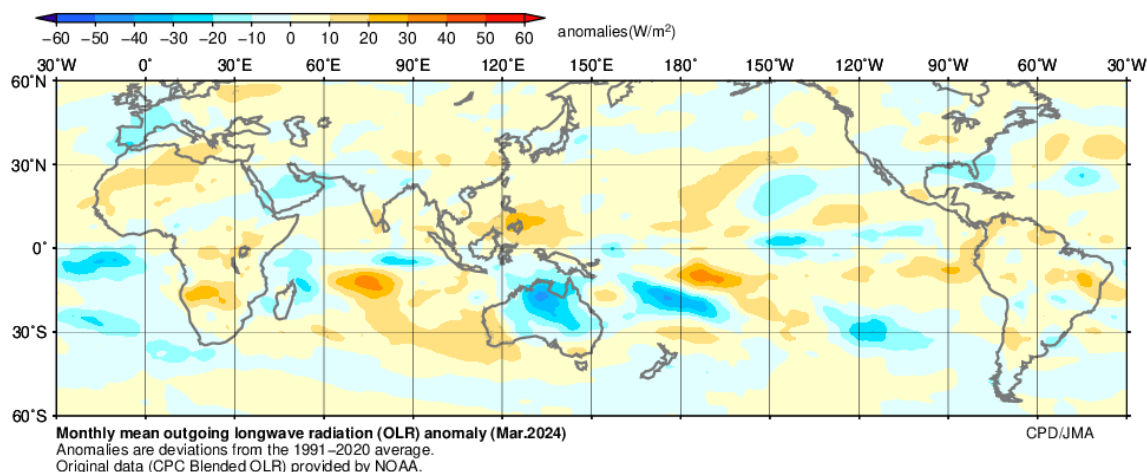 −60 −50 −40 −30 −20 −10 0 10 20 30 40 50 60 anomalies(W/m²)
30°W 0° 30°E 60°E 90°E 120°E 150°E 180° 150°W 120°W 90°W 60°W 30°W
60°N
30°N
0°
30°S
60°S
Monthly mean outgoing longwave radiation (OLR) anomaly (Mar.2024) CPD/JMA
Anomalies are deviations from the 1991−2020 average.
Original data (CPC Blended OLR) provided by NOAA.